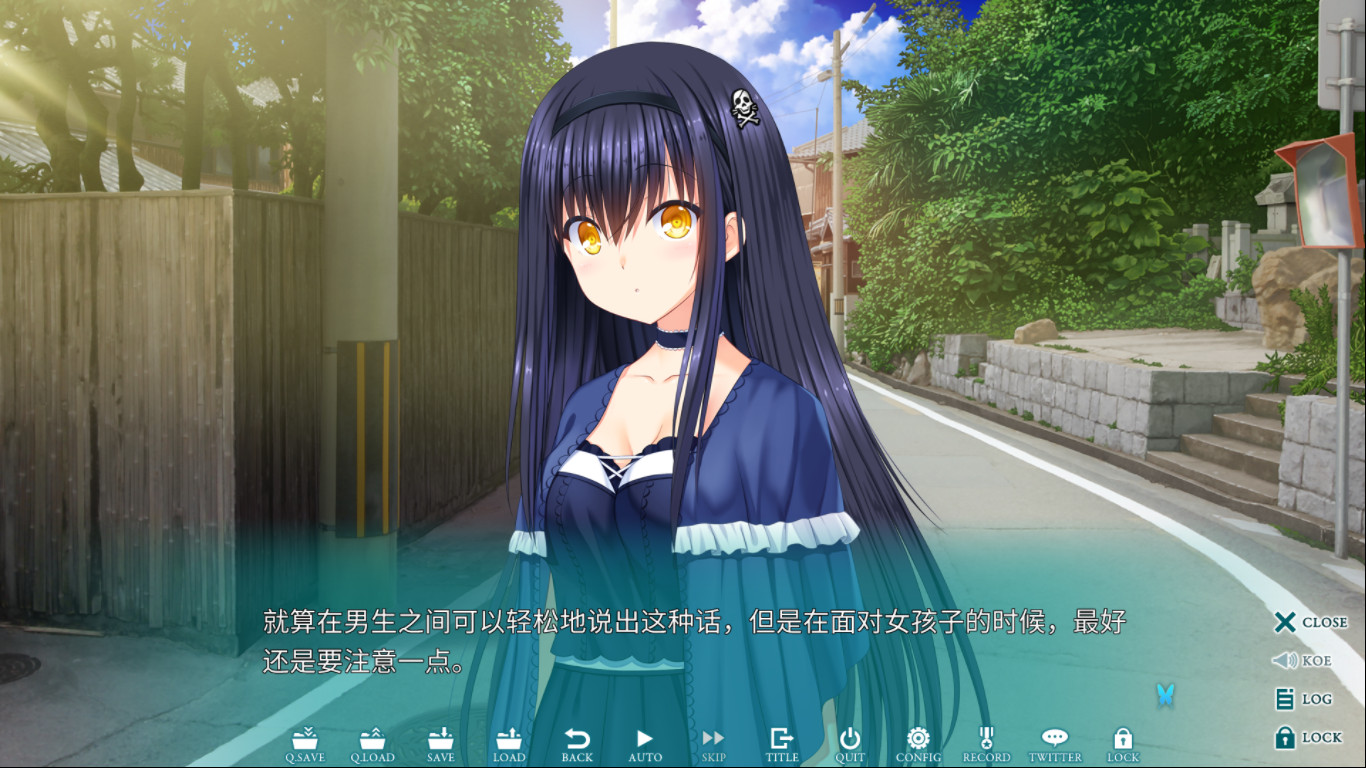 就算在男生之间可以轻松地说出这种话，但是在面对女孩子的时候，最好
还是要注意一点。
CLOSE
KOE
LOG
LOCK
Q.SAVE
Q.LOAD
SAVE
LOAD
BACK
AUTO
SKIP
TITLE
QUIT
CONFIG
RECORD
TWITTER
LOCK